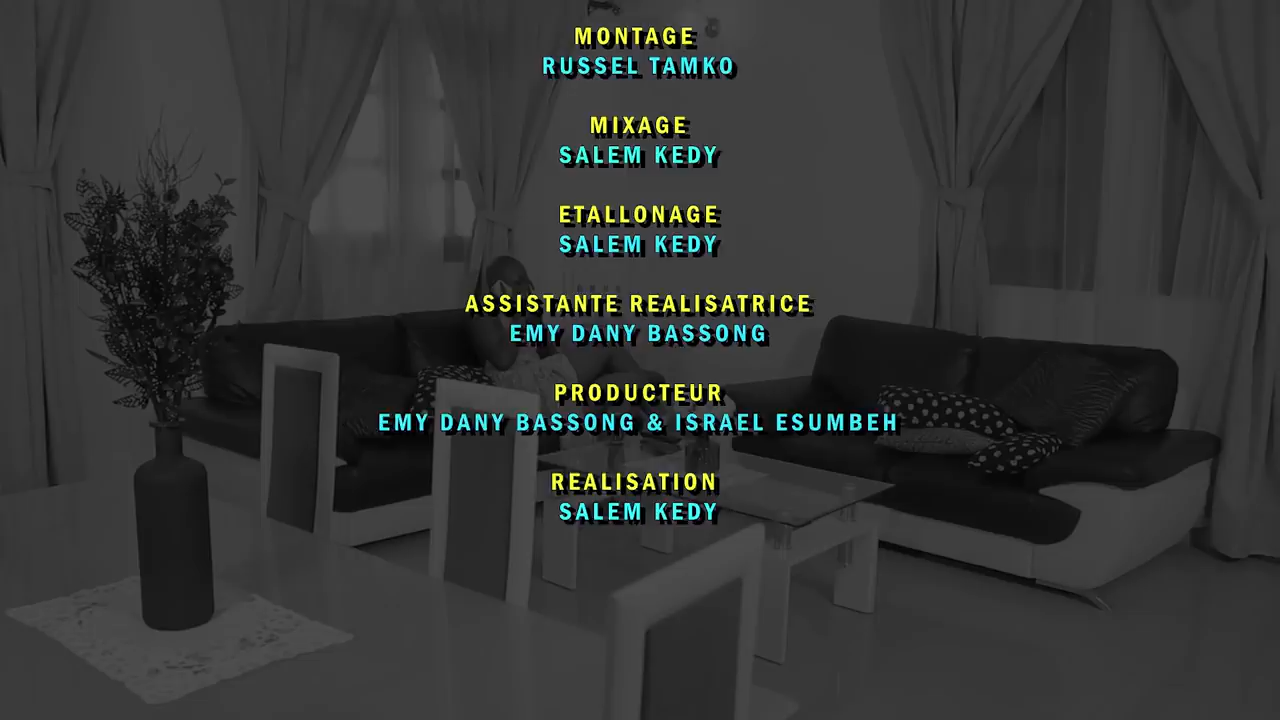 MONTAGE
RUSSEL TAMKO
MIXAGE
SALEM KEDY
ETALLONAGE
SALEM KEDY
ASSISTANTE REALISATRICE
EMY DANY BASSONG
PRODUCTEUR
EMY DANY BASSONG & ISRAEL ESUMBEH
REALISATION
SALEM KEDY